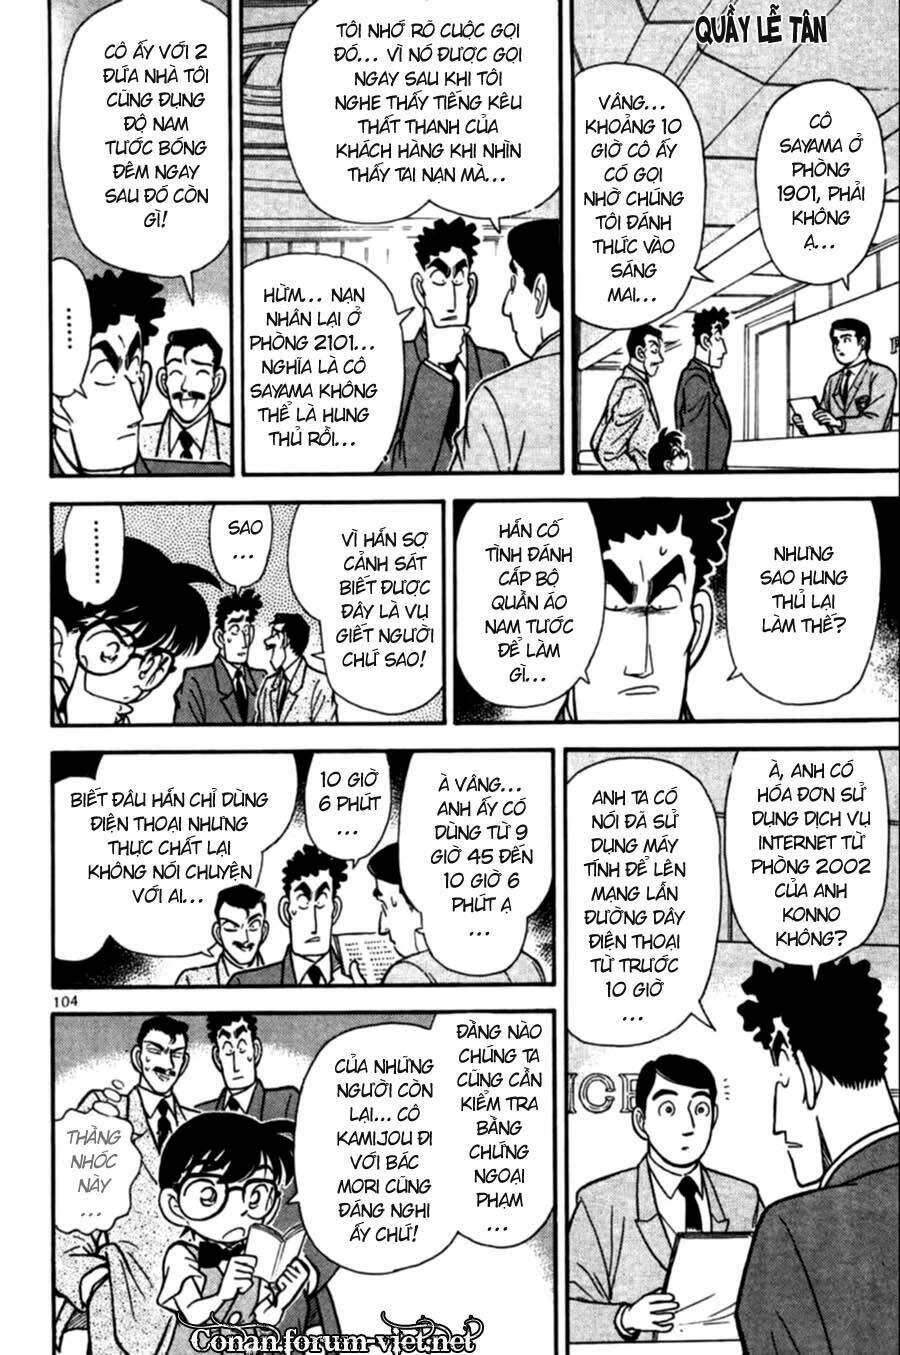 QUẦY LỄ TÂN
CÔ
SAYAMA Ở
PHÒNG
1901, PHẢI
KHÔNG
Ạ...
VÂNG...
KHOẢNG 10
GIỜ CÔ ẤY
CÓ GỌI
NHỜ CHÚNG
TÔI ĐÁNH
THỨC VÀO
SÁNG
MAI...
TÔI NHỚ RÕ CUỘC GỌI
ĐÓ... VÌ NÓ ĐƯỢC GỌI
NGAY SAU KHI TÔI
NGHE THẤY TIẾNG KÊU
THẤT THANH CỦA
KHÁCH HÀNG KHI NHÌN
THẤY TAI NẠN MÀ...
HỪM... NẠN
NHÂN LẠI Ở
PHÒNG 2101...
NGHĨA LÀ CÔ
SAYAMA KHÔNG
THỂ LÀ HUNG
THỦ RỒI...
CÔ ẤY VỚI 2
ĐỨA NHÀ TÔI
CŨNG ĐỤNG
ĐỘ NAM
TƯỚC BÓNG
ĐÊM NGAY
SAU ĐÓ CÒN
GÌ!
........
NHƯNG
SAO HUNG
THỦ LẠI
LÀM THẾ?
HẮN CỐ
TÌNH ĐÁNH
CẮP BỘ
QUẦN ÁO
NAM TƯỚC
ĐỂ LÀM
GÌ...
VÌ HẮN SỢ
CẢNH SÁT
BIẾT ĐƯỢC
ĐÂY LÀ VỤ
GIẾT NGƯỜI
CHỨ SAO!
SAO
...
........
À, ANH CÓ
HÓA ĐƠN SỬ
DỤNG DỊCH VỤ
INTERNET TỪ
PHÒNG 2002
CỦA ANH
KONNO
KHÔNG?
ANH TA CÓ
NÓI ĐÃ SỬ
DỤNG MÁY
TÍNH ĐỂ LÊN
MẠNG LẪN
ĐƯỜNG DÂY
ĐIỆN THOẠI
TỪ TRƯỚC
10 GIỜ
...
À VÂNG...
ANH ẤY CÓ
DÙNG TỪ 9
GIỜ 45 ĐẾN
10 GIỜ 6
PHÚT Ạ
...
10 GIỜ
6 PHÚT
...
BIẾT ĐÂU HẮN CHỈ DÙNG
ĐIỆN THOẠI NHƯNG
THỰC CHẤT LẠI
KHÔNG NÓI CHUYỆN
VỚI AI...
104
ĐẰNG NÀO
CHÚNG TA
CŨNG CẦN
KIỂM TRA
BẰNG
CHỨNG
NGOẠI
PHẠM
...
CỦA NHỮNG
NGƯỜI CÒN
LẠI... CÔ
KAMIJOU ĐI
VỚI BÁC
MORI CŨNG
ĐÁNG NGHI
ẤY CHỨ!
THẰNG
NHÓC
NÀY
...
Conan.forum-viet.net